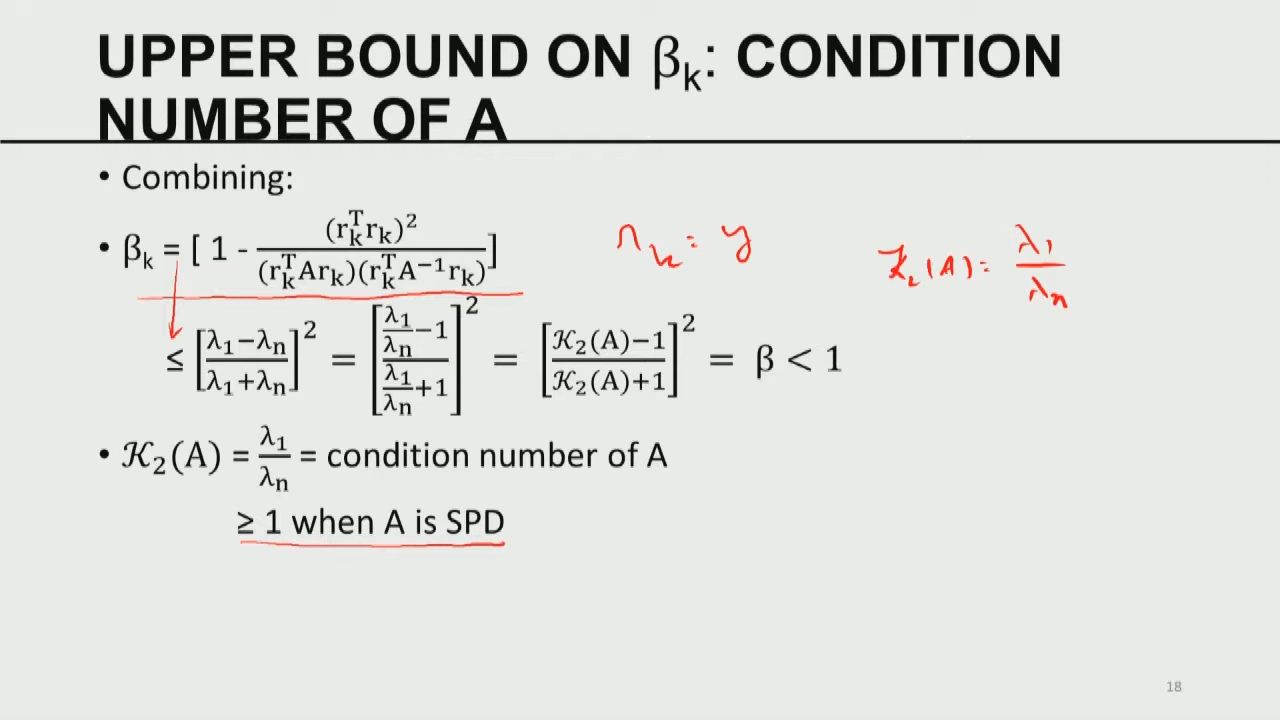 UPPER BOUND ON βₖ: CONDITION
NUMBER OF A
• Combining:
• βₖ = [ 1 - (rₖᵀrₖ)² / (rₖᵀArₖ)(rₖᵀA⁻¹rₖ) ]
rₖ = y
𝒦₂(A) = λ₁/λₙ
≤ [(λ₁−λₙ)/(λ₁+λₙ)]² = [(λ₁/λₙ −1)/(λ₁/λₙ +1)]² = [(𝒦₂(A)−1)/(𝒦₂(A)+1)]² = β < 1
• 𝒦₂(A) = λ₁/λₙ = condition number of A
≥ 1 when A is SPD
18